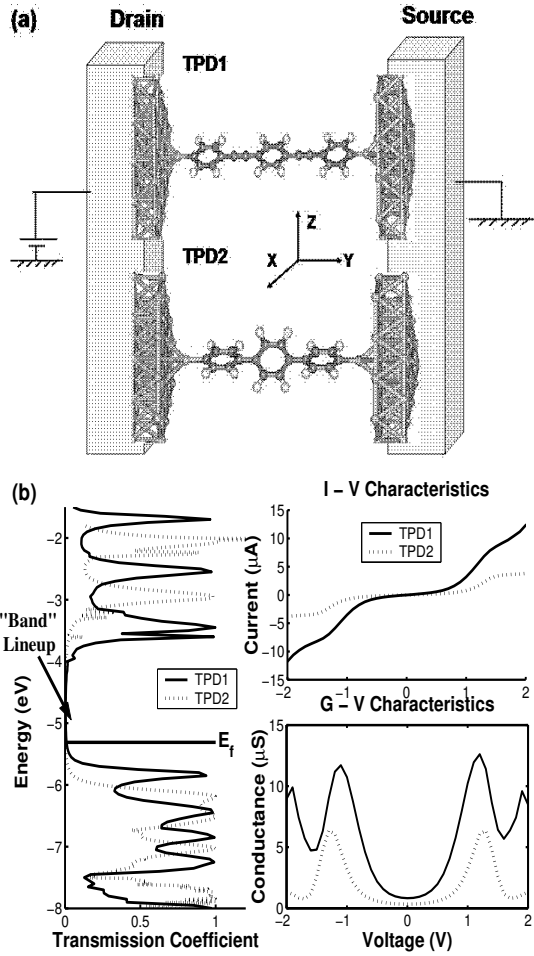 (a)
Drain
Source
TPD1
Z
X
Y
TPD2
(b)
I – V Characteristics
−2
−3
−4
−5
−6
−7
−8
Energy (eV)
"Band"
Lineup
TPD1
TPD2
E_f
0
0.5
1
Transmission Coefficient
15
10
5
0
−5
−10
−15
Current (μA)
TPD1
TPD2
−2
−1
0
1
2
G – V Characteristics
15
10
5
0
Conductance (μS)
−2
−1
0
1
2
Voltage (V)